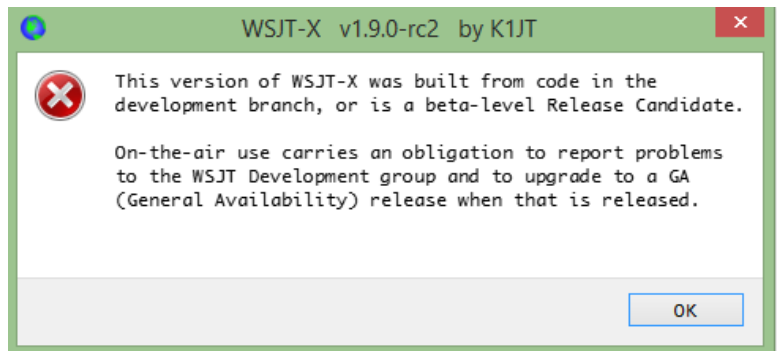 WSJT-X v1.9.0-rc2 by K1JT
This version of WSJT-X was built from code in the
development branch, or is a beta-level Release Candidate.
On-the-air use carries an obligation to report problems
to the WSJT Development group and to upgrade to a GA
(General Availability) release when that is released.
OK